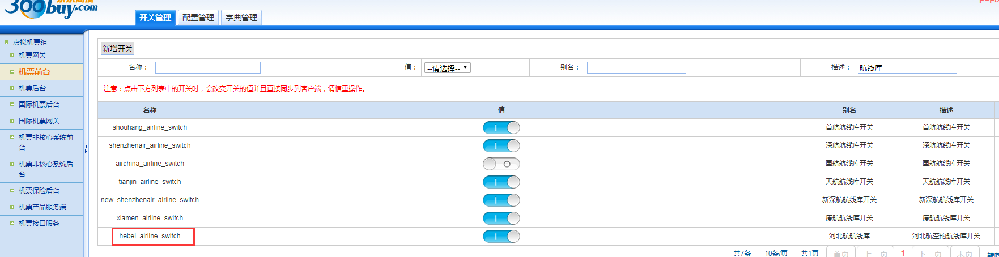 360buy.com
开关管理 配置管理 字典管理
虚拟机票组
机票网关
机票前台
机票后台
国际机票后台
国际机票网关
机票非核心系统前
台
机票非核心系统后
台
机票保险后台
机票产品服务端
机票接口服务
新增开关
名称： 值： --请选择-- 别名： 描述： 航线库
注意：点击下方列表中的开关时，会改变开关的值并且直接同步到客户端，请慎重操作。
名称 值 别名 描述
shouhang_airline_switch 首航航线库开关 首航航线库开关
shenzhenair_airline_switch 深航航线库开关 深航航线库开关
airchina_airline_switch 国航航线库开关 国航航线库开关
tianjin_airline_switch 天航航线库开关 天航航线库开关
new_shenzhenair_airline_switch 新深航航线库开关 新深航航线库开关
xiamen_airline_switch 厦航航线库开关 厦航航线库开关
hebei_airline_switch 河北航航线库 河北航空的航线库开关
共7条 10条/页 共1页 首页 上一页 1 下一页 末页 转向